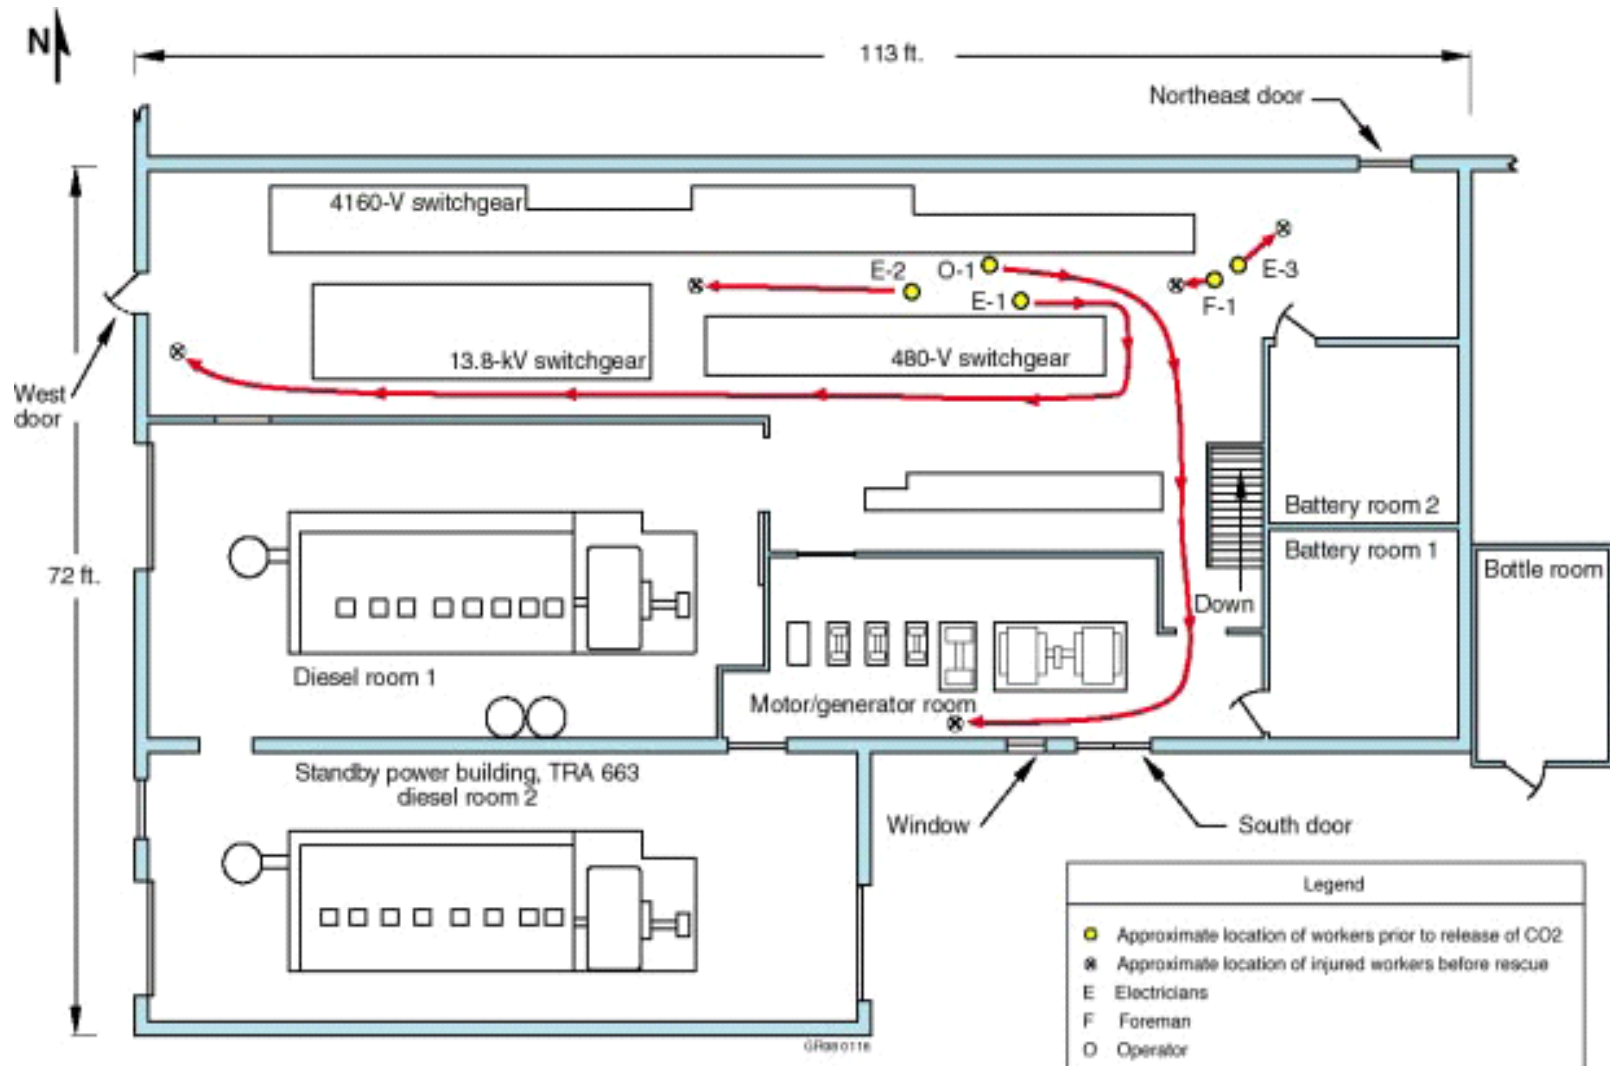 N
113 ft.
Northeast door
4160-V switchgear
E-2
O-1
E-3
E-1
F-1
13.8-kV switchgear
480-V switchgear
West
door
Battery room 2
Battery room 1
Bottle room
72 ft.
Down
Diesel room 1
Motor/generator room
Standby power building, TRA 663
diesel room 2
Window
South door
Legend
Approximate location of workers prior to release of CO2
Approximate location of injured workers before rescue
E Electricians
F Foreman
O Operator
GR98 0116